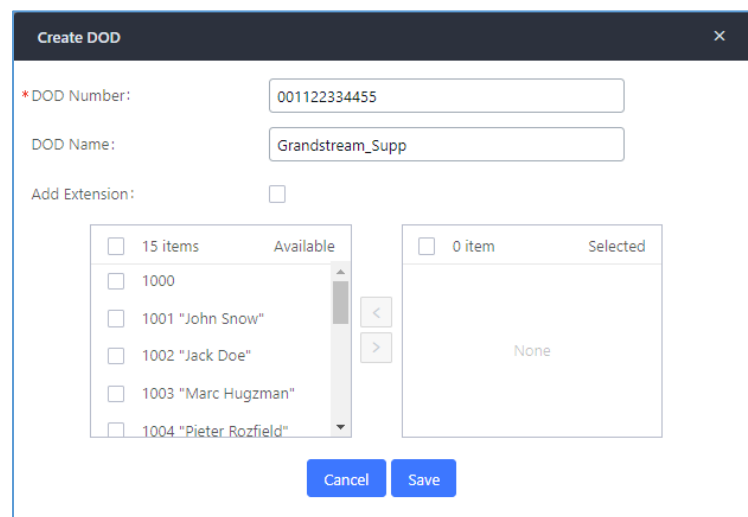 Create DOD ×
*DOD Number: 001122334455
DOD Name: Grandstream_Supp
Add Extension:
15 items Available
1000
1001 "John Snow"
1002 "Jack Doe"
1003 "Marc Hugzman"
1004 "Pieter Rozfield"
<
>
0 item Selected
None
Cancel Save